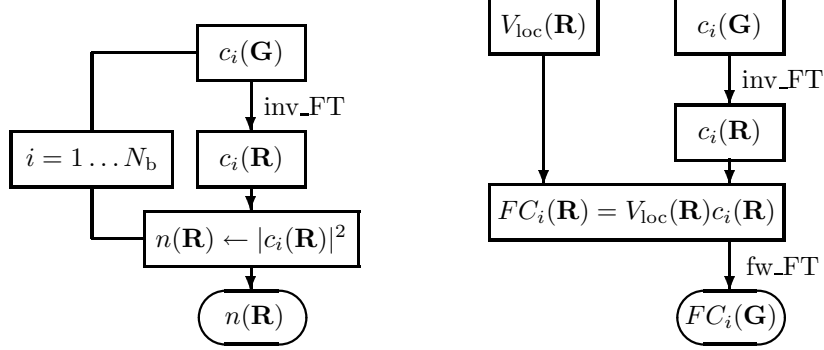 c_i(G)
inv_FT
i = 1 … N_b
c_i(R)
n(R) ← |c_i(R)|²
n(R)
V_loc(R)
c_i(G)
inv_FT
c_i(R)
FC_i(R) = V_loc(R)c_i(R)
fw_FT
FC_i(G)